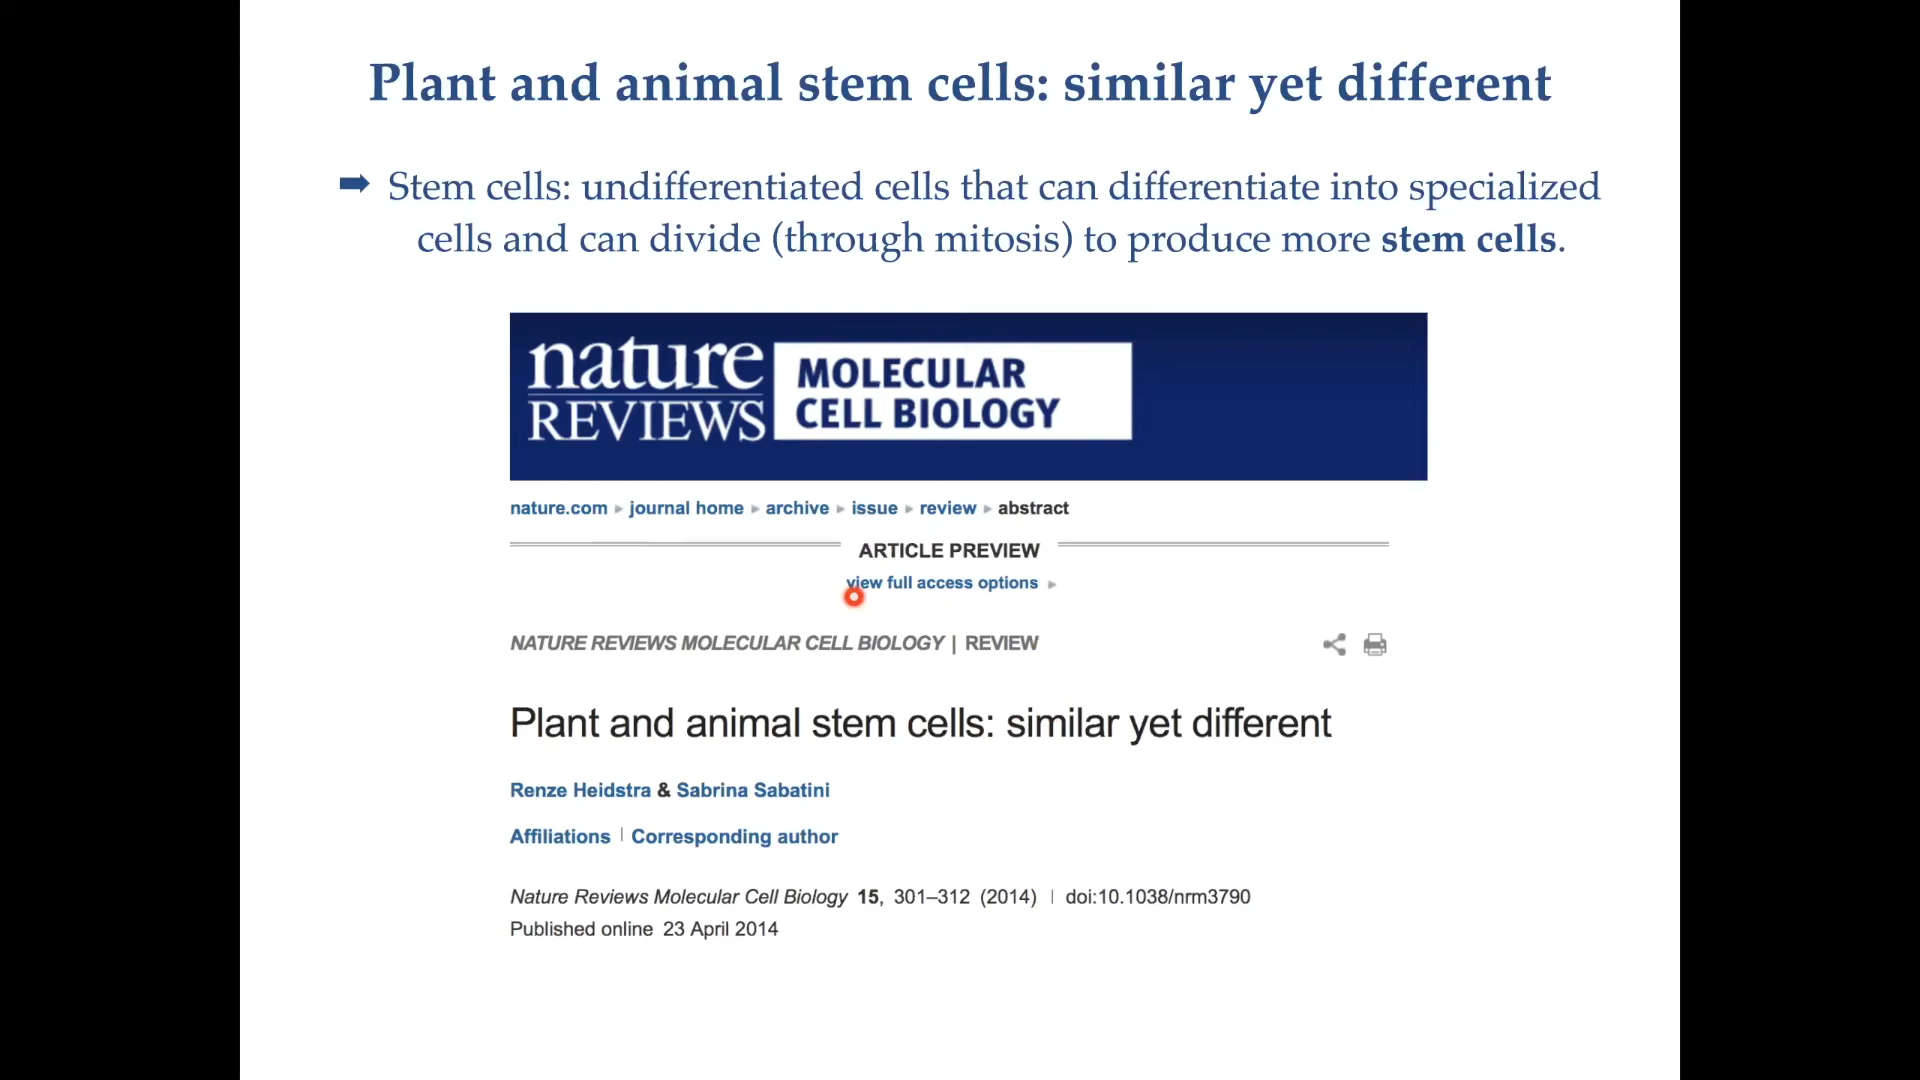 Plant and animal stem cells: similar yet different
➡ Stem cells: undifferentiated cells that can differentiate into specialized
cells and can divide (through mitosis) to produce more stem cells.
nature
REVIEWS
MOLECULAR
CELL BIOLOGY
nature.com ▸ journal home ▸ archive ▸ issue ▸ review ▸ abstract
ARTICLE PREVIEW
view full access options ▸
NATURE REVIEWS MOLECULAR CELL BIOLOGY | REVIEW
Plant and animal stem cells: similar yet different
Renze Heidstra & Sabrina Sabatini
Affiliations | Corresponding author
Nature Reviews Molecular Cell Biology 15, 301–312 (2014) | doi:10.1038/nrm3790
Published online 23 April 2014